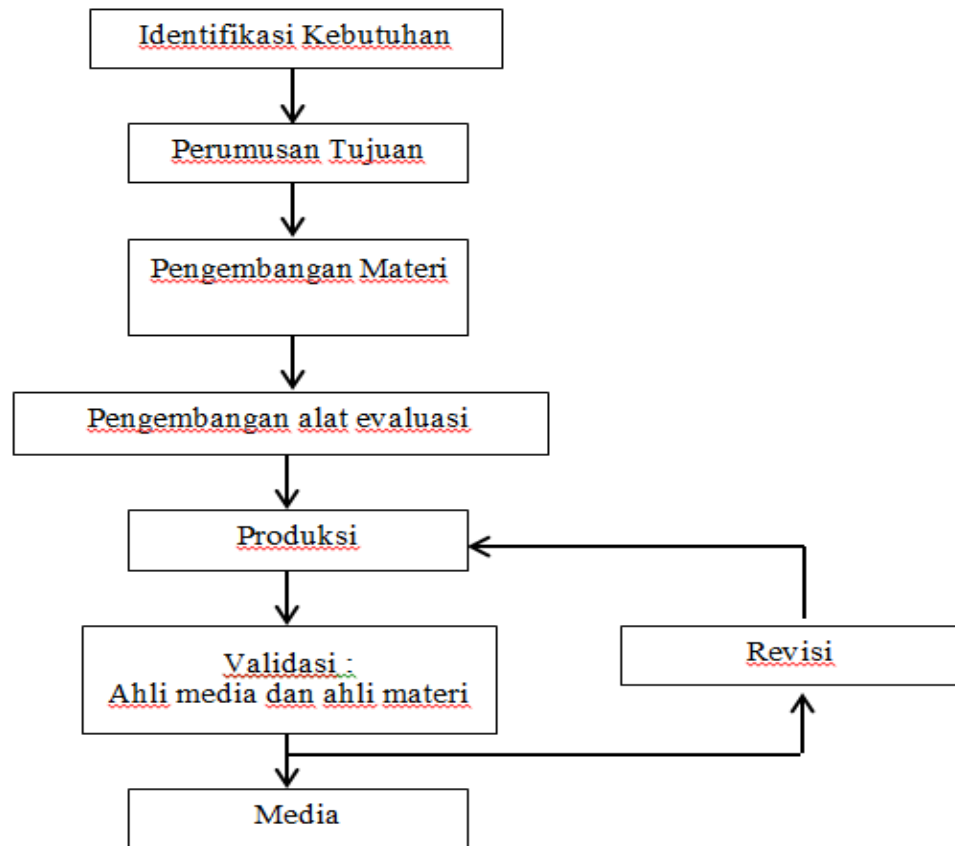 Identifikasi Kebutuhan
Perumusan Tujuan
Pengembangan Materi
Pengembangan alat evaluasi
Produksi
Validasi :
Ahli media dan ahli materi
Revisi
Media